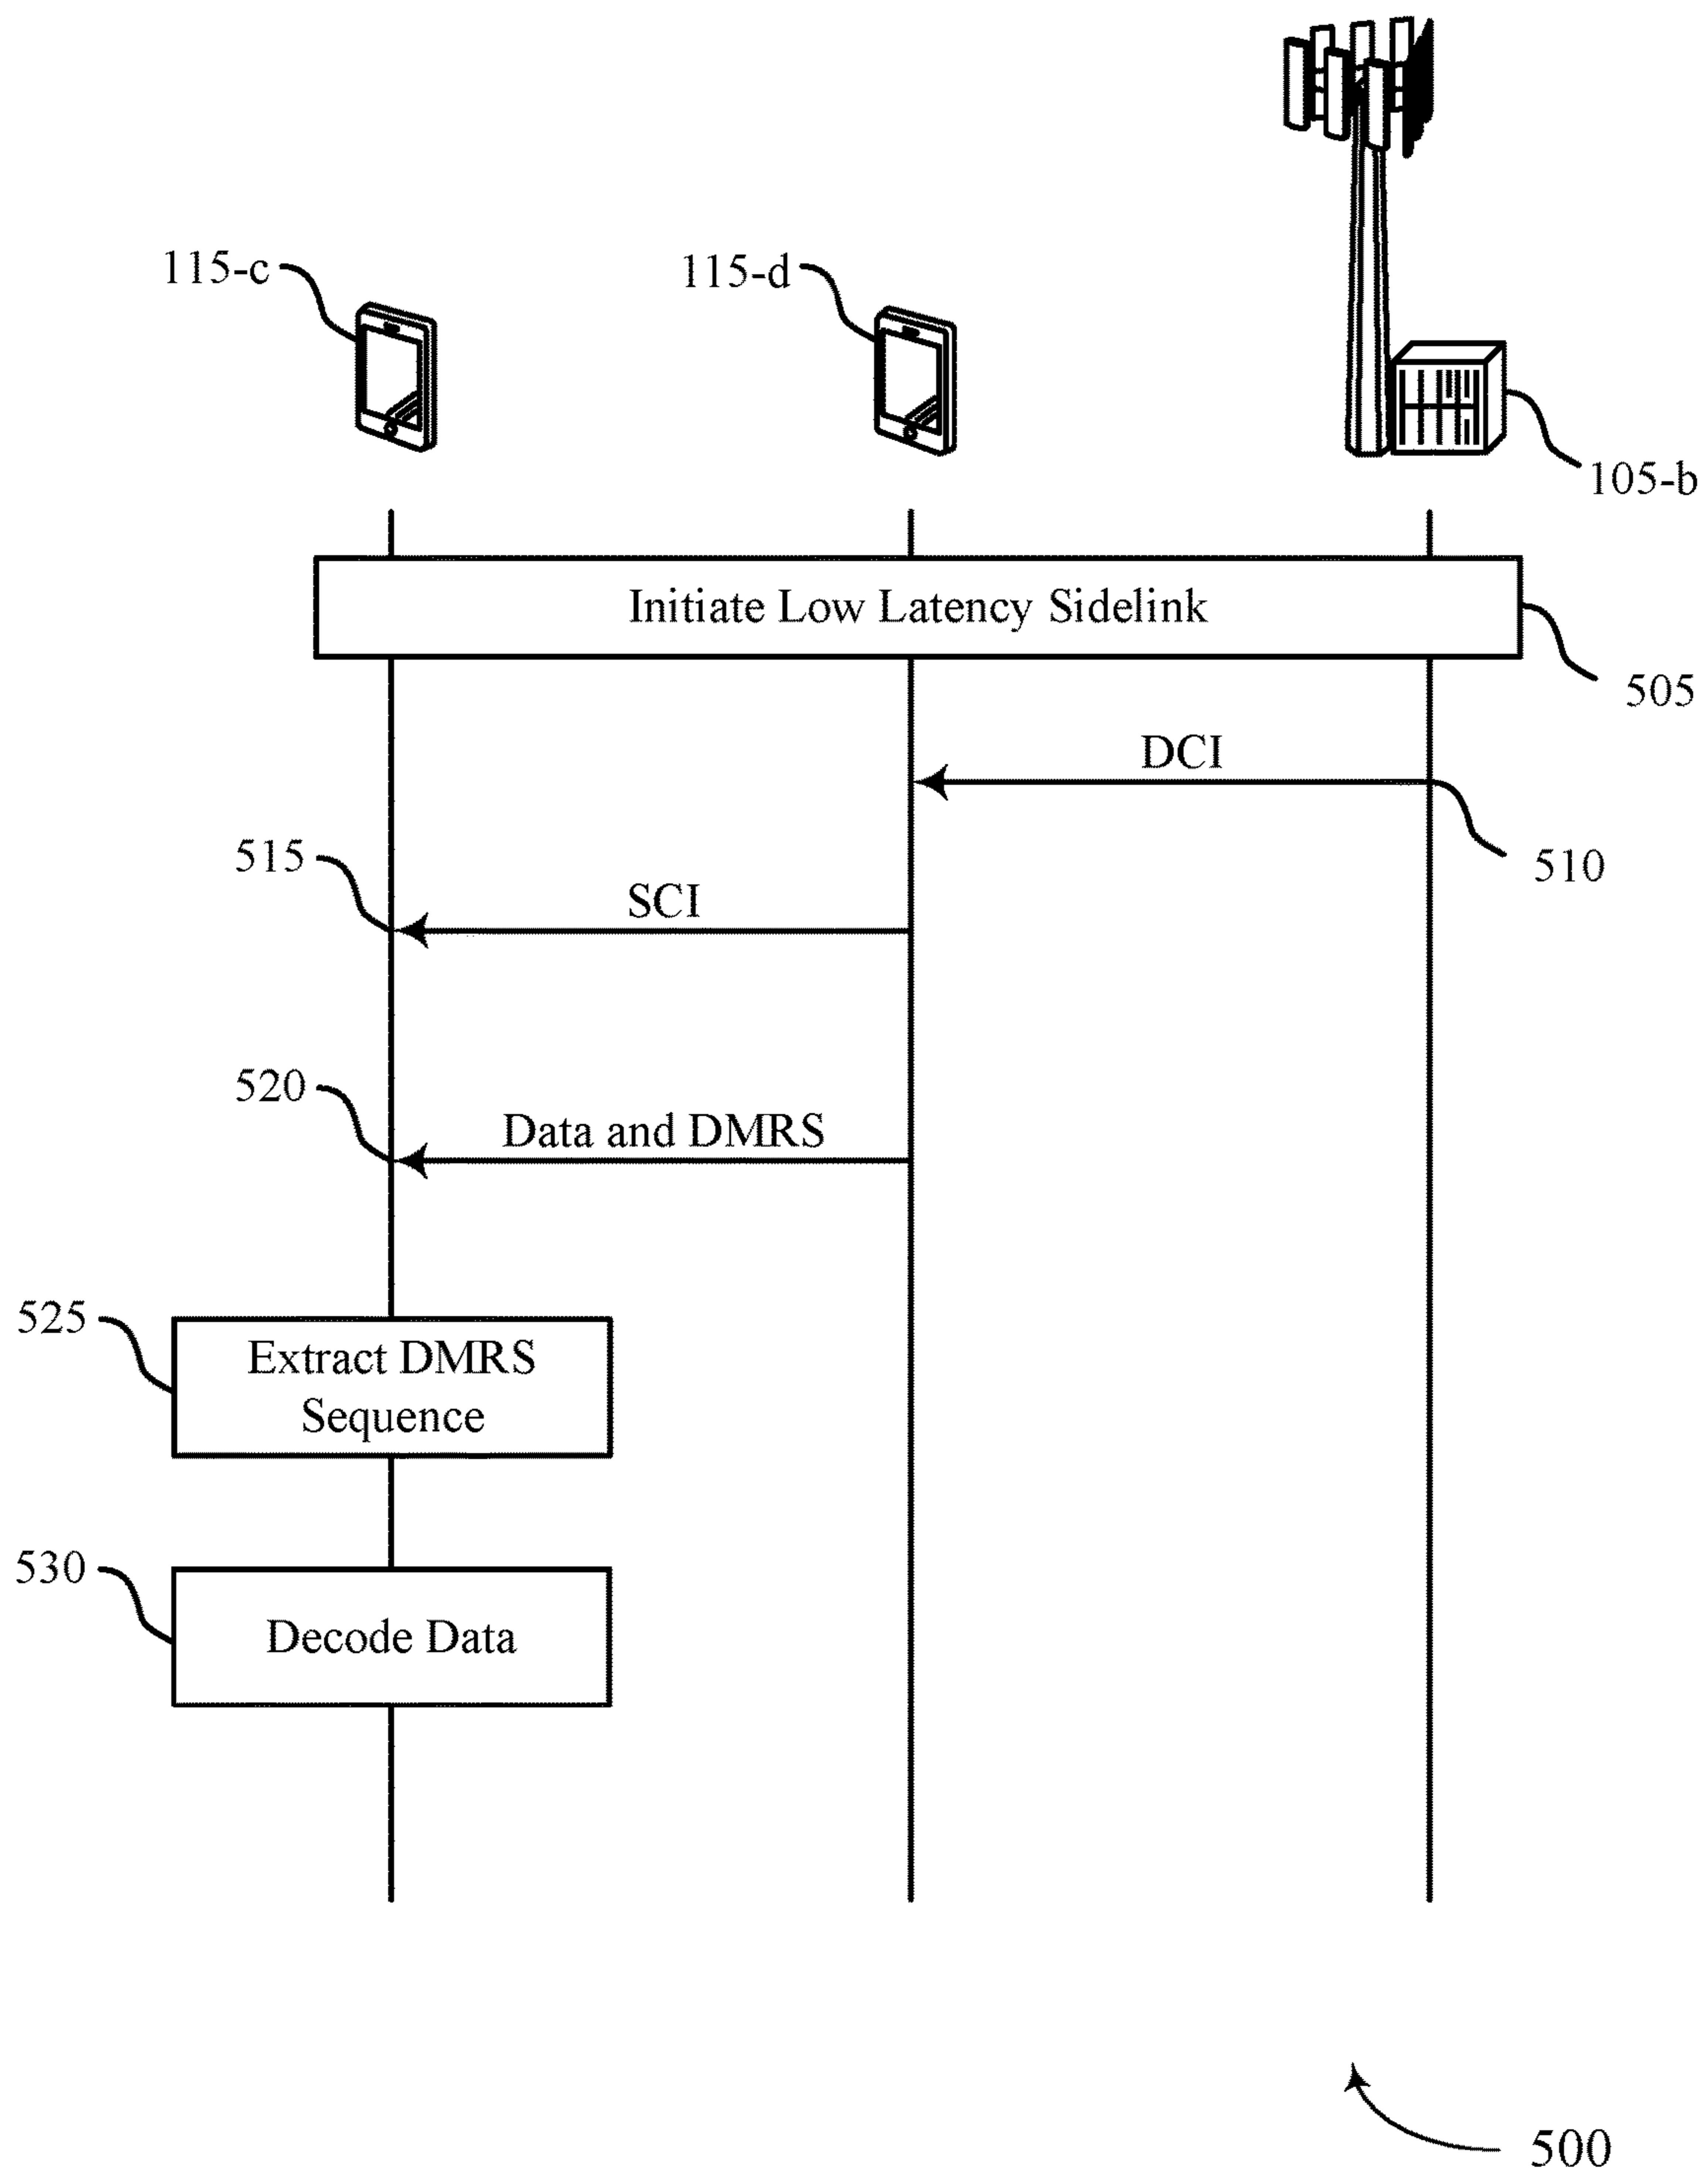 115-c
115-d
105-b
Initiate Low Latency Sidelink
505
DCI
510
515
SCI
520
Data and DMRS
525
Extract DMRS
Sequence
530
Decode Data
500